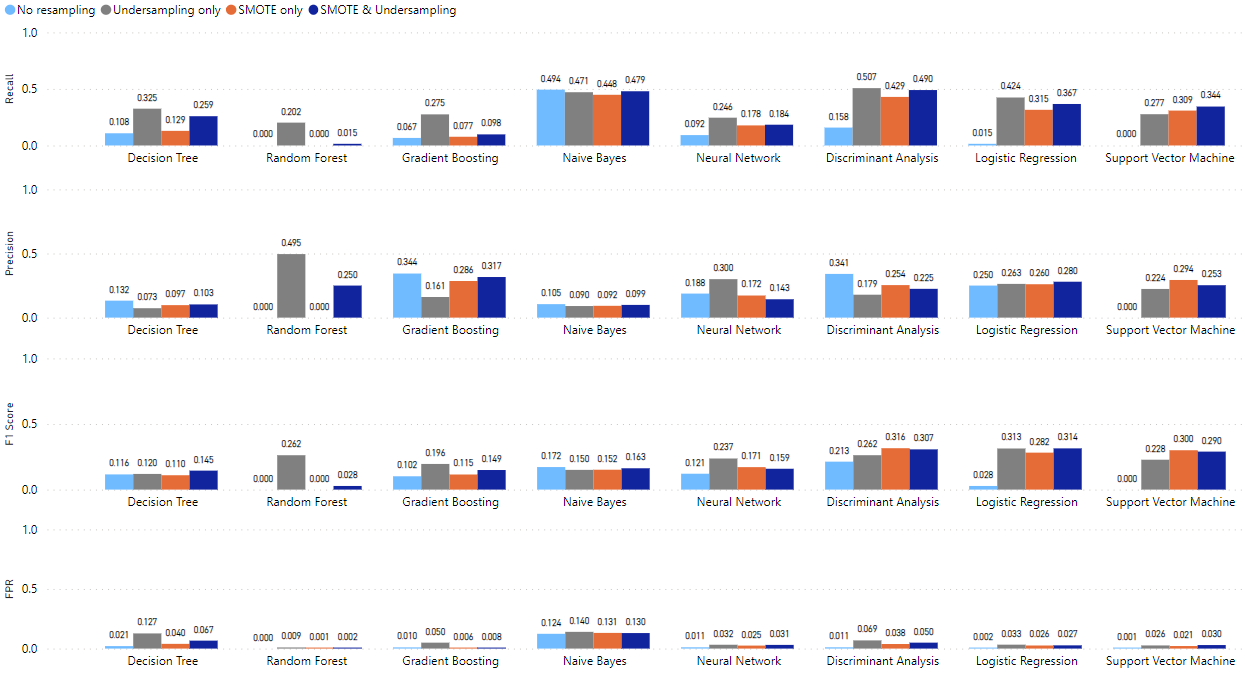 No resampling Undersampling only SMOTE only SMOTE & Undersampling
1.0
Recall
0.5
0.0
0.108 0.325 0.129 0.259 0.000 0.202 0.000 0.015 0.067 0.275 0.077 0.098 0.494 0.471 0.448 0.479 0.092 0.246 0.178 0.184 0.158 0.507 0.429 0.490 0.015 0.424 0.315 0.367 0.000 0.277 0.309 0.344
Decision Tree Random Forest Gradient Boosting Naive Bayes Neural Network Discriminant Analysis Logistic Regression Support Vector Machine
1.0
Precision
0.5
0.0
0.132 0.073 0.097 0.103 0.000 0.495 0.000 0.250 0.344 0.161 0.286 0.317 0.105 0.090 0.092 0.099 0.188 0.300 0.172 0.143 0.341 0.179 0.254 0.225 0.250 0.263 0.260 0.280 0.000 0.224 0.294 0.253
Decision Tree Random Forest Gradient Boosting Naive Bayes Neural Network Discriminant Analysis Logistic Regression Support Vector Machine
1.0
F1 Score
0.5
0.0
0.116 0.120 0.110 0.145 0.000 0.262 0.000 0.028 0.102 0.196 0.115 0.149 0.172 0.150 0.152 0.163 0.121 0.237 0.171 0.159 0.213 0.262 0.316 0.307 0.028 0.313 0.282 0.314 0.000 0.228 0.300 0.290
Decision Tree Random Forest Gradient Boosting Naive Bayes Neural Network Discriminant Analysis Logistic Regression Support Vector Machine
1.0
FPR
0.5
0.0
0.021 0.127 0.040 0.067 0.000 0.009 0.001 0.002 0.010 0.050 0.006 0.008 0.124 0.140 0.131 0.130 0.011 0.032 0.025 0.031 0.011 0.069 0.038 0.050 0.002 0.033 0.026 0.027 0.001 0.026 0.021 0.030
Decision Tree Random Forest Gradient Boosting Naive Bayes Neural Network Discriminant Analysis Logistic Regression Support Vector Machine